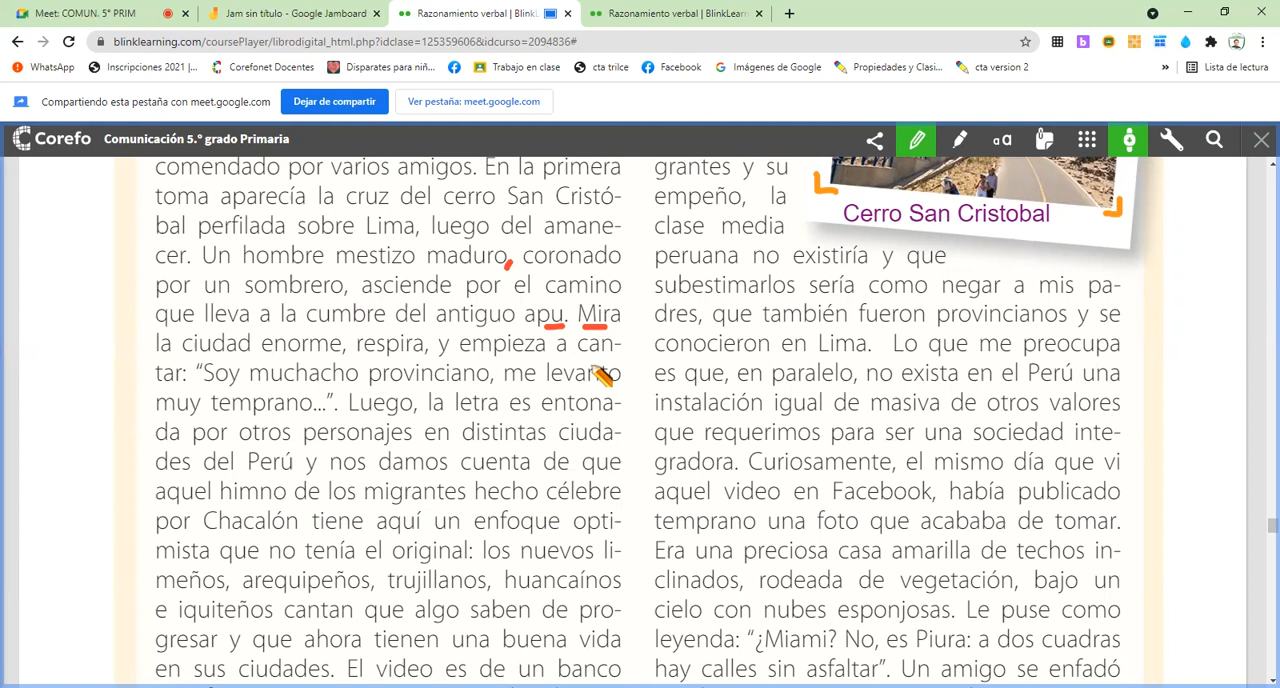 Meet: COMUN. 5° PRIM
Jam sin título - Google Jamboard
Razonamiento verbal | Blinkl
Razonamiento verbal | BlinkLearn
blinklearning.com/coursePlayer/librodigital_html.php?idclase=125359606&idcurso=2094836#
WhatsApp
Inscripciones 2021 |...
Corefonet Docentes
Disparates para niñ...
Trabajo en clase
cta trilce
Facebook
Imágenes de Google
Propiedades y Clasi...
cta version 2
»
Lista de lectura
Compartiendo esta pestaña con meet.google.com
Dejar de compartir
Ver pestaña: meet.google.com
Corefo
Comunicación 5.º grado Primaria
aA
comendado por varios amigos. En la primera
toma aparecía la cruz del cerro San Cristó-
bal perfilada sobre Lima, luego del amane-
cer. Un hombre mestizo maduro, coronado
por un sombrero, asciende por el camino
que lleva a la cumbre del antiguo apu. Mira
la ciudad enorme, respira, y empieza a can-
tar: “Soy muchacho provinciano, me levanto
muy temprano...”. Luego, la letra es entona-
da por otros personajes en distintas ciuda-
des del Perú y nos damos cuenta de que
aquel himno de los migrantes hecho célebre
por Chacalón tiene aquí un enfoque opti-
mista que no tenía el original: los nuevos li-
meños, arequipeños, trujillanos, huancaínos
e iquiteños cantan que algo saben de pro-
gresar y que ahora tienen una buena vida
en sus ciudades. El video es de un banco
grantes y su
empeño, la
clase media
peruana no existiría y que
subestimarlos sería como negar a mis pa-
dres, que también fueron provincianos y se
conocieron en Lima. Lo que me preocupa
es que, en paralelo, no exista en el Perú una
instalación igual de masiva de otros valores
que requerimos para ser una sociedad inte-
gradora. Curiosamente, el mismo día que vi
aquel video en Facebook, había publicado
temprano una foto que acababa de tomar.
Era una preciosa casa amarilla de techos in-
clinados, rodeada de vegetación, bajo un
cielo con nubes esponjosas. Le puse como
leyenda: “¿Miami? No, es Piura: a dos cuadras
hay calles sin asfaltar”. Un amigo se enfadó
Cerro San Cristobal